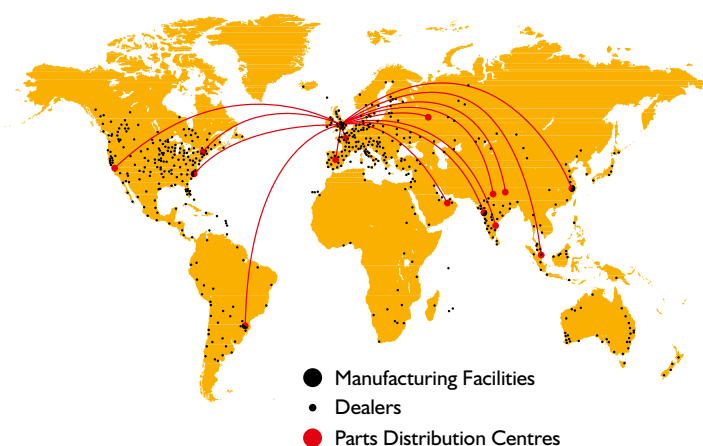 Manufacturing Facilities
Dealers
Parts Distribution Centres